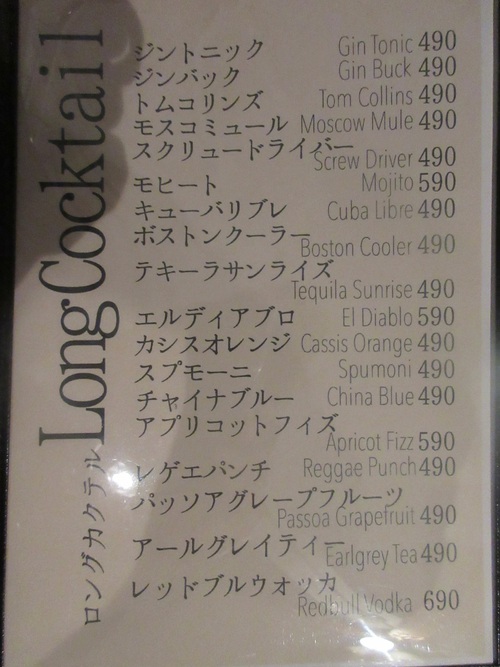 Long Cocktail
ロングカクテル
ジントニック Gin Tonic 490
ジンバック Gin Buck 490
トムコリンズ Tom Collins 490
モスコミュール Moscow Mule 490
スクリュードライバー
Screw Driver 490
モヒート Mojito 590
キューバリブレ Cuba Libre 490
ボストンクーラー
Boston Cooler 490
テキーラサンライズ
Tequila Sunrise 490
エルディアブロ El Diablo 590
カシスオレンジ Cassis Orange 490
スプモーニ Spumoni 490
チャイナブルー China Blue 490
アプリコットフィズ
Apricot Fizz 590
レゲエパンチ Reggae Punch 490
パッソアグレープフルーツ
Passoa Grapefruit 490
アールグレイティー
Earlgrey Tea 490
レッドブルウォッカ
Redbull Vodka 690